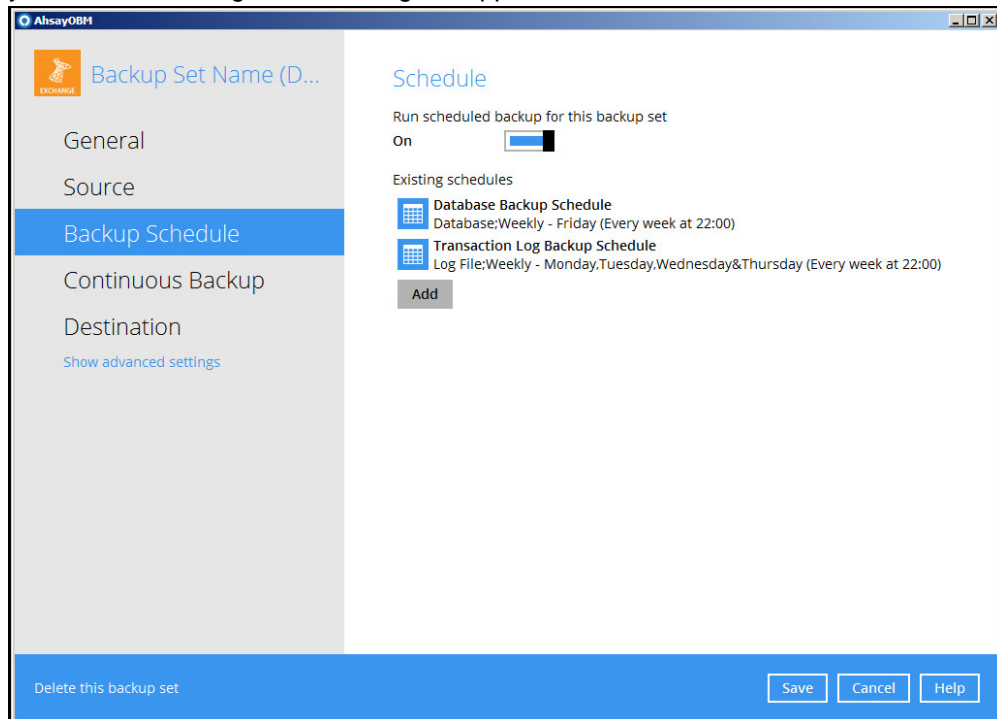 AhsayOBM
EXCHANGE
Backup Set Name (D...
General
Source
Backup Schedule
Continuous Backup
Destination
Show advanced settings
Schedule
Run scheduled backup for this backup set
On
Existing schedules
Database Backup Schedule
Database;Weekly - Friday (Every week at 22:00)
Transaction Log Backup Schedule
Log File;Weekly - Monday,Tuesday,Wednesday&Thursday (Every week at 22:00)
Add
Delete this backup set
Save
Cancel
Help